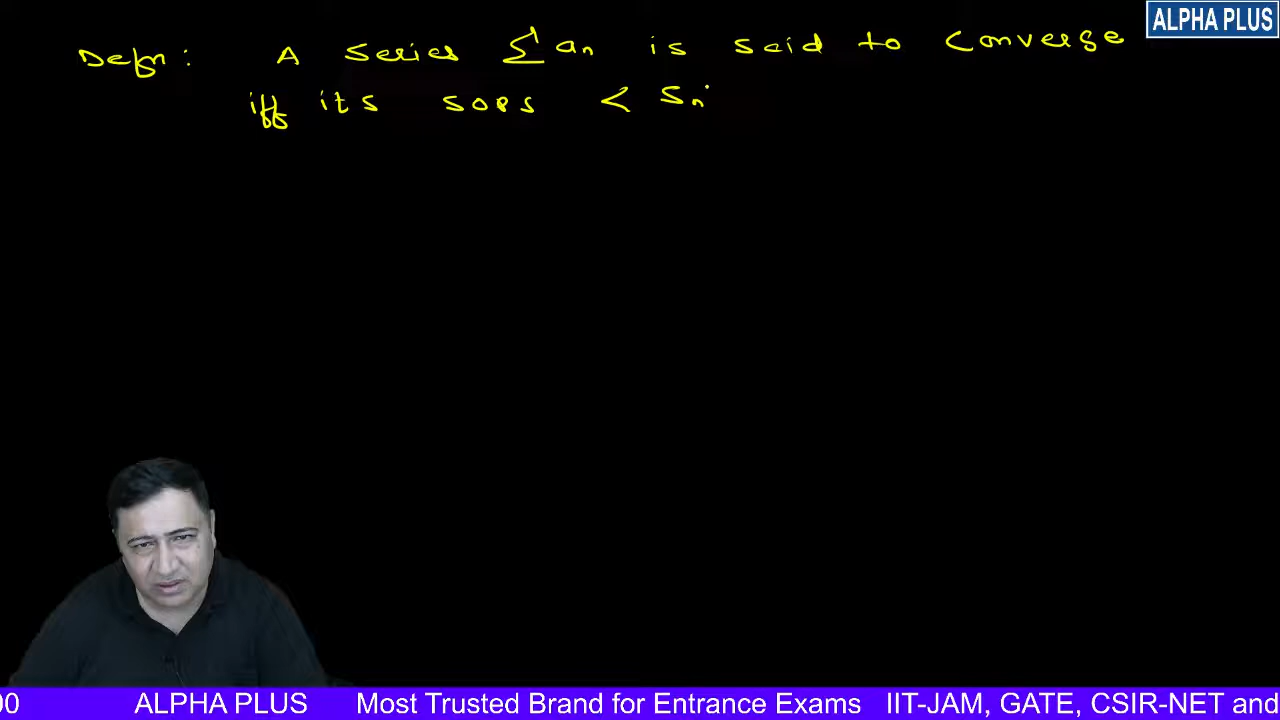 ALPHA PLUS
Defn: A series Σ an is said to converge
iff its SOPS < Sn
00 ALPHA PLUS Most Trusted Brand for Entrance Exams IIT-JAM, GATE, CSIR-NET and